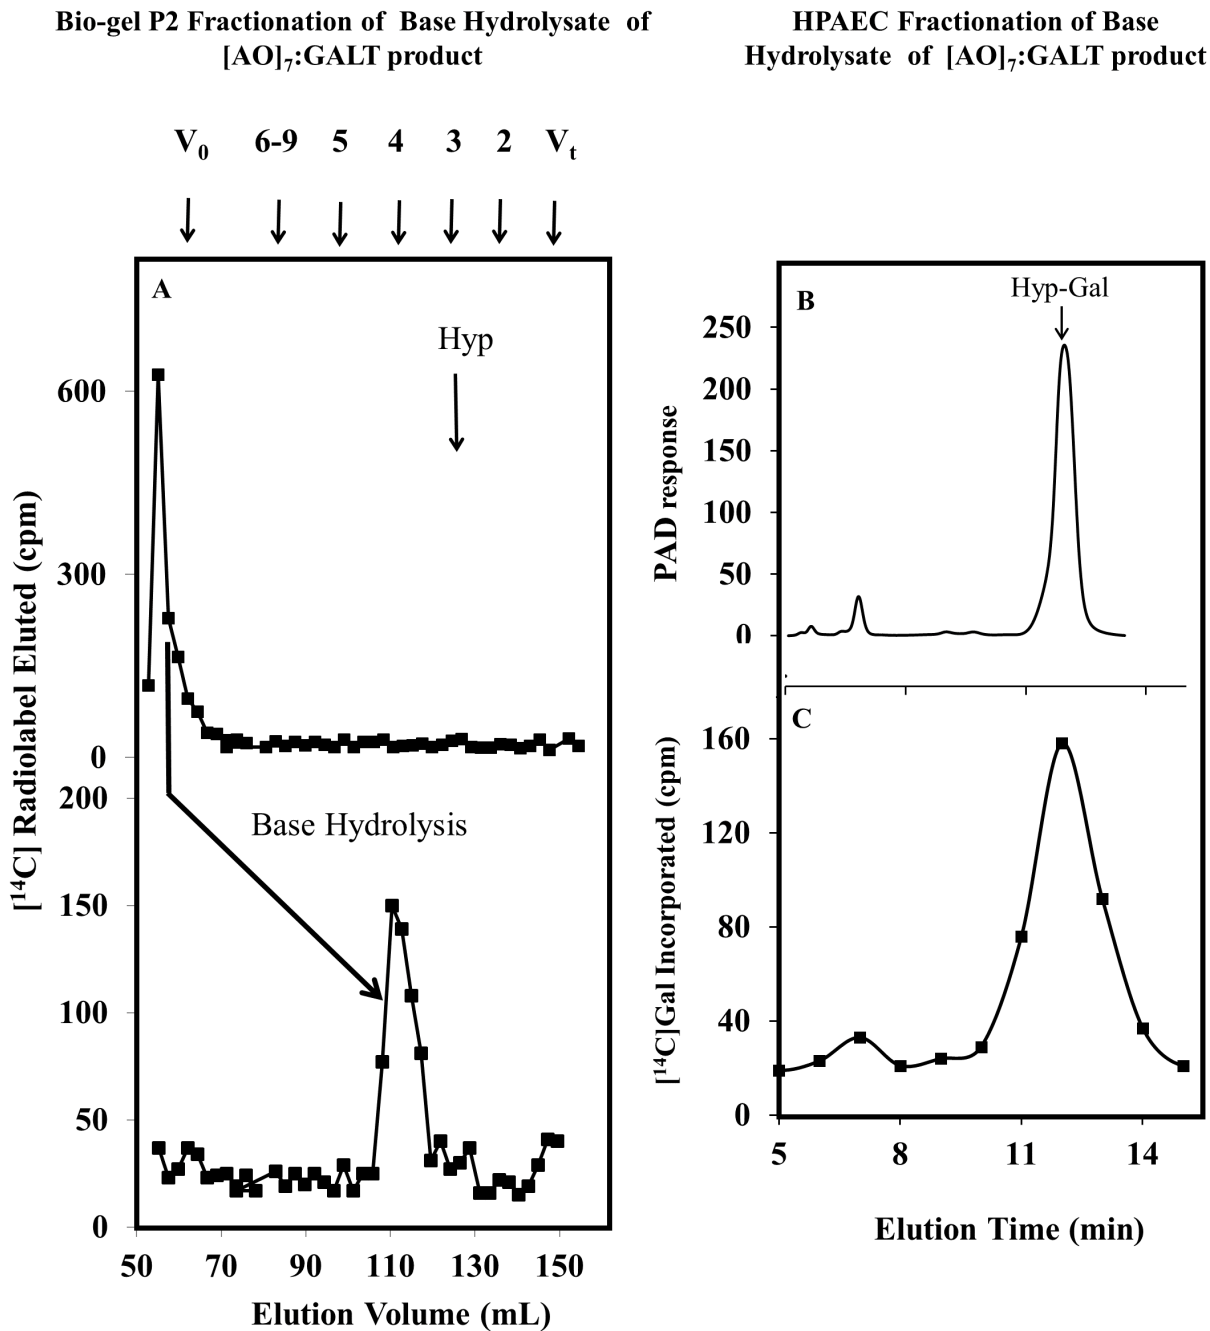 Bio-gel P2 Fractionation of Base Hydrolysate of
[AO]7:GALT product
V0 6-9 5 4 3 2 Vt
A
Hyp
600
300
0
200
Base Hydrolysis
150
100
50
0
50 70 90 110 130 150
Elution Volume (mL)
[14C] Radiolabel Eluted (cpm)
HPAEC Fractionation of Base
Hydrolysate of [AO]7:GALT product
B
Hyp-Gal
250
200
150
100
50
0
PAD response
C
160
120
80
40
0
[14C]Gal Incorporated (cpm)
5 8 11 14
Elution Time (min)